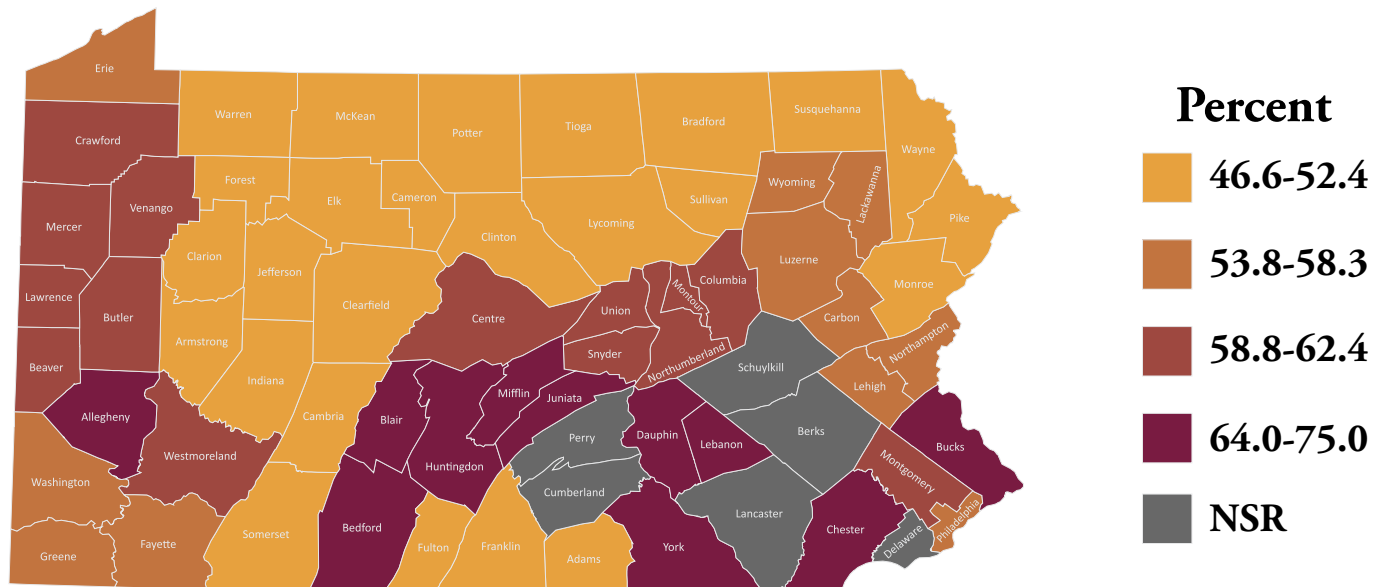 Erie
Warren
McKean
Potter
Tioga
Bradford
Susquehanna
Wayne
Crawford
Forest
Elk
Cameron
Sullivan
Wyoming
Lackawanna
Mercer
Venango
Clarion
Jefferson
Clinton
Lycoming
Pike
Luzerne
Lawrence
Butler
Clearfield
Centre
Union
Montour
Columbia
Monroe
Carbon
Northampton
Beaver
Armstrong
Indiana
Snyder
Northumberland
Schuylkill
Lehigh
Allegheny
Westmoreland
Cambria
Blair
Mifflin
Juniata
Huntingdon
Perry
Dauphin
Lebanon
Berks
Bucks
Washington
Montgomery
Cumberland
Lancaster
Chester
Philadelphia
Delaware
Greene
Fayette
Somerset
Bedford
Fulton
Franklin
Adams
York
Percent
46.6-52.4
53.8-58.3
58.8-62.4
64.0-75.0
NSR